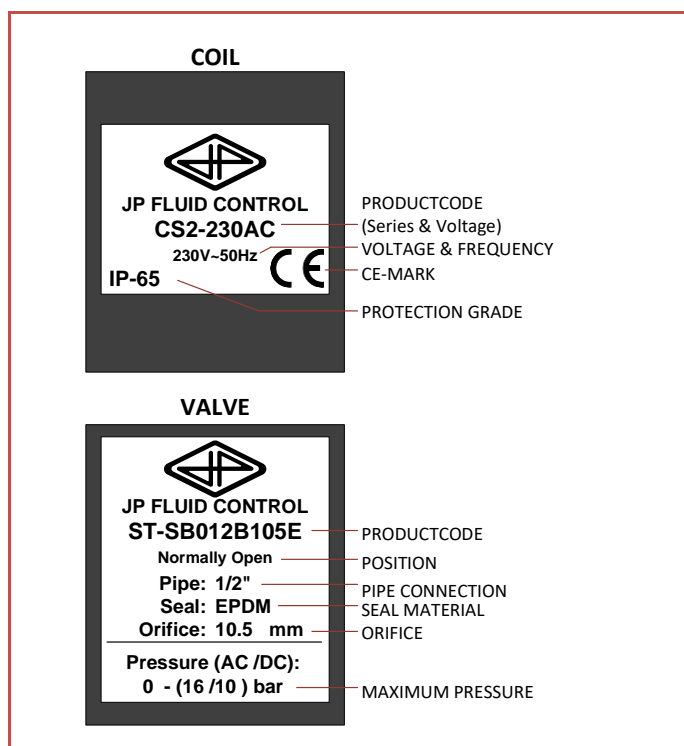 COIL
JP
JP FLUID CONTROL
CS2-230AC
230V~50Hz
CE
IP-65
PRODUCTCODE
(Series & Voltage)
VOLTAGE & FREQUENCY
CE-MARK
PROTECTION GRADE
VALVE
JP
JP FLUID CONTROL
ST-SB012B105E
Normally Open
Pipe: 1/2"
Seal: EPDM
Orifice: 10.5 mm
Pressure (AC /DC):
0 - (16 /10 ) bar
PRODUCTCODE
POSITION
PIPE CONNECTION
SEAL MATERIAL
ORIFICE
MAXIMUM PRESSURE